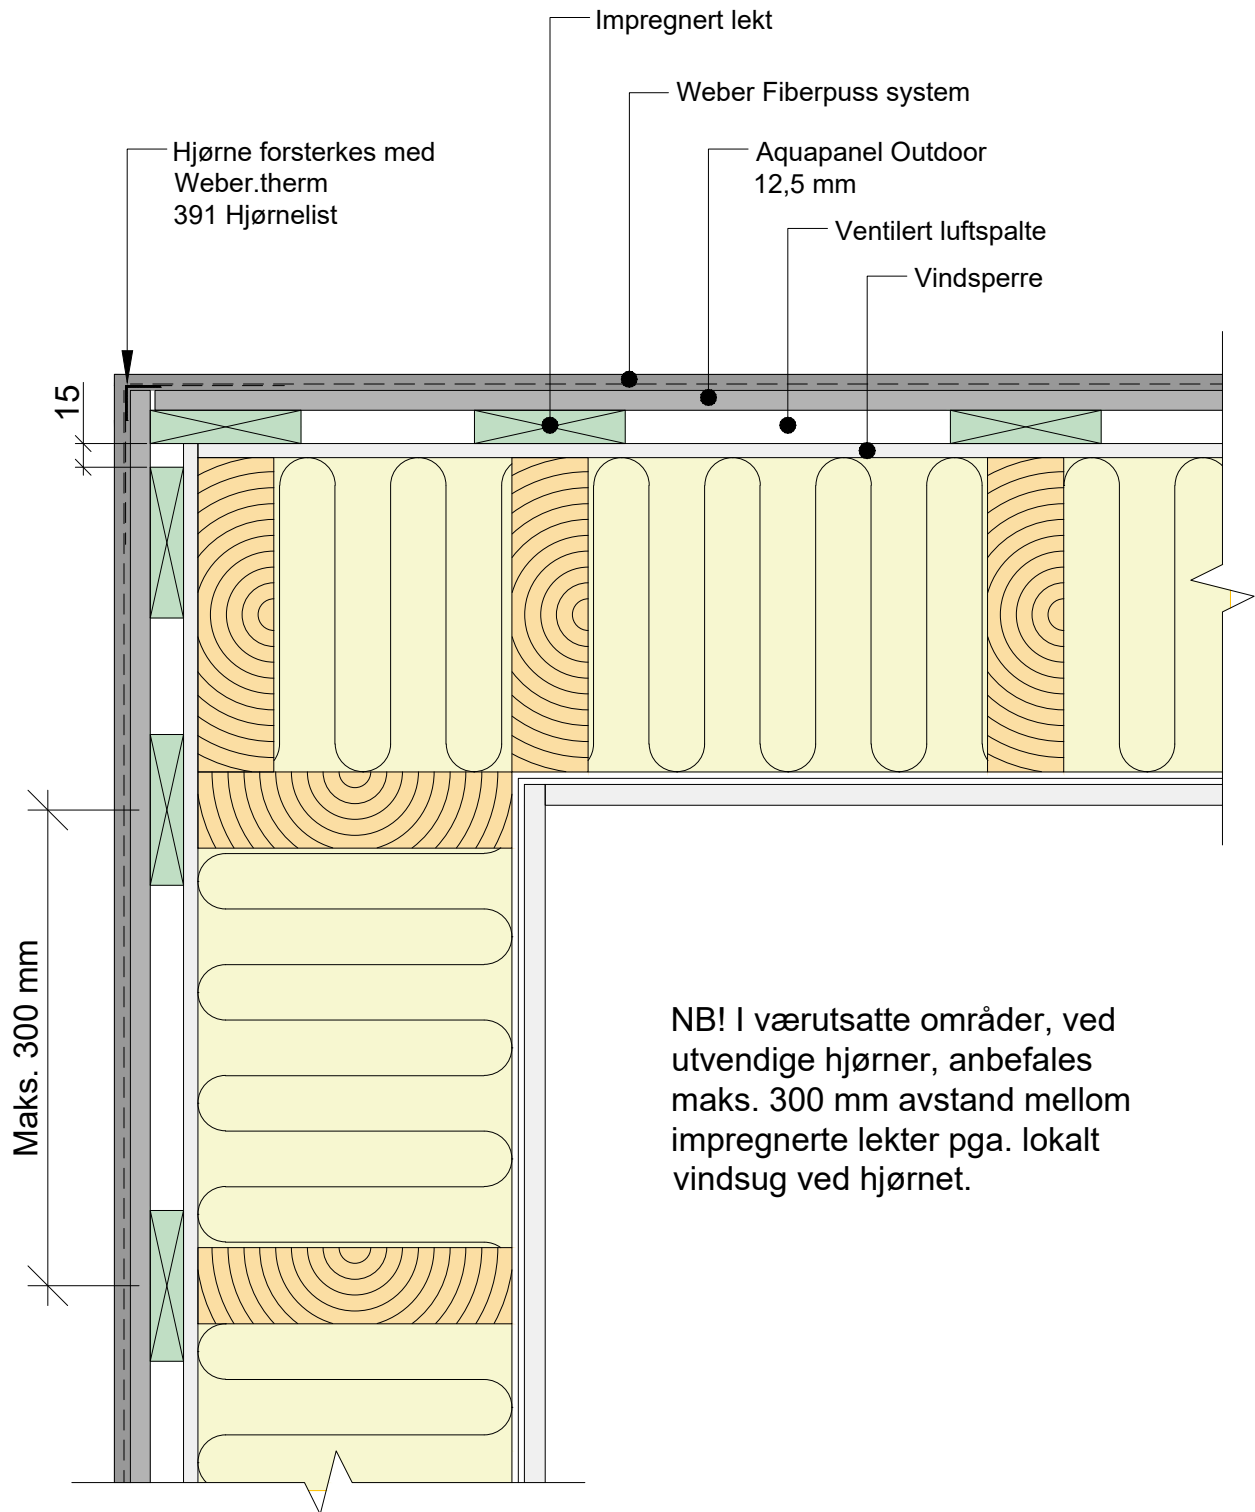 Impregnert lekt
Weber Fiberpuss system
Hjørne forsterkes med
Weber.therm
391 Hjørnelist
Aquapanel Outdoor
12,5 mm
Ventilert luftspalte
Vindsperre
15
Maks. 300 mm
NB! I værutsatte områder, ved
utvendige hjørner, anbefales
maks. 300 mm avstand mellom
impregnerte lekter pga. lokalt
vindsug ved hjørnet.